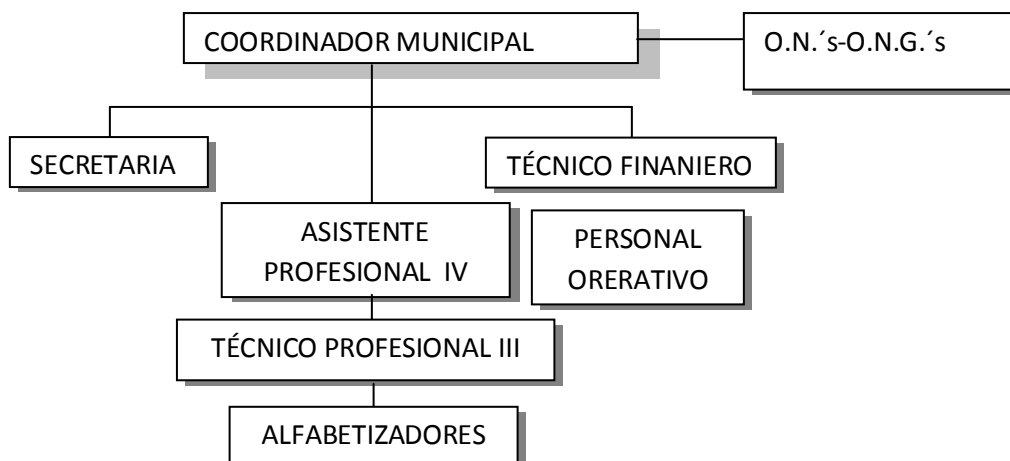 COORDINADOR MUNICIPAL
O.N.´s-O.N.G.´s
SECRETARIA
TÉCNICO FINANIERO
ASISTENTE
PROFESIONAL IV
PERSONAL
ORERATIVO
TÉCNICO PROFESIONAL III
ALFABETIZADORES